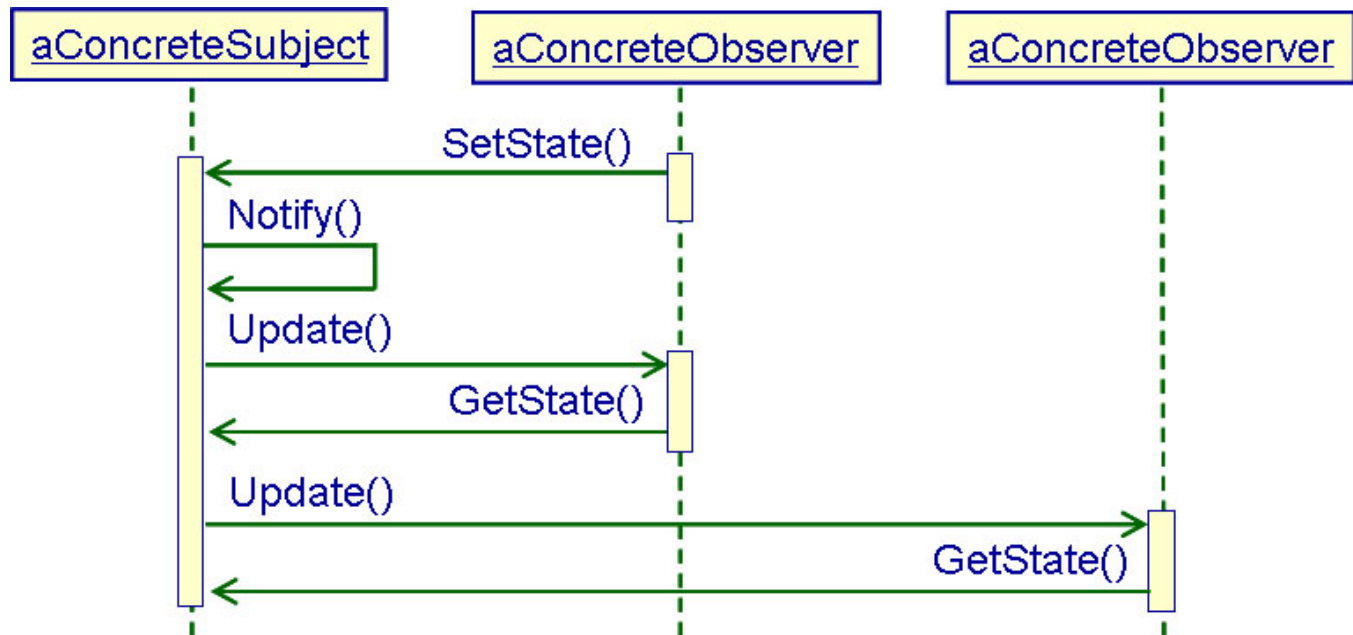 aConcreteSubject
aConcreteObserver
aConcreteObserver
SetState()
Notify()
Update()
GetState()
Update()
GetState()